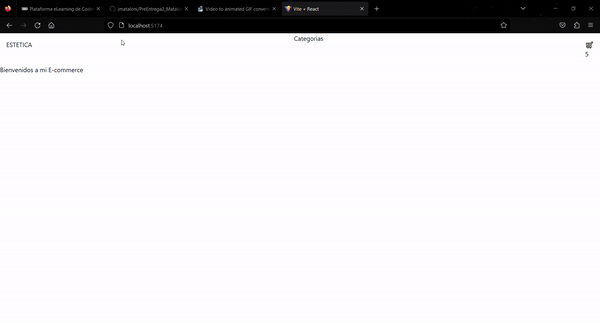 Plataforma eLearning de Code
jmataloni/PreEntrega2_Matalo
Video to animated GIF conver
Vite + React
localhost:5174
Categorias
ESTETICA
5
Bienvenidos a mi E-commerce